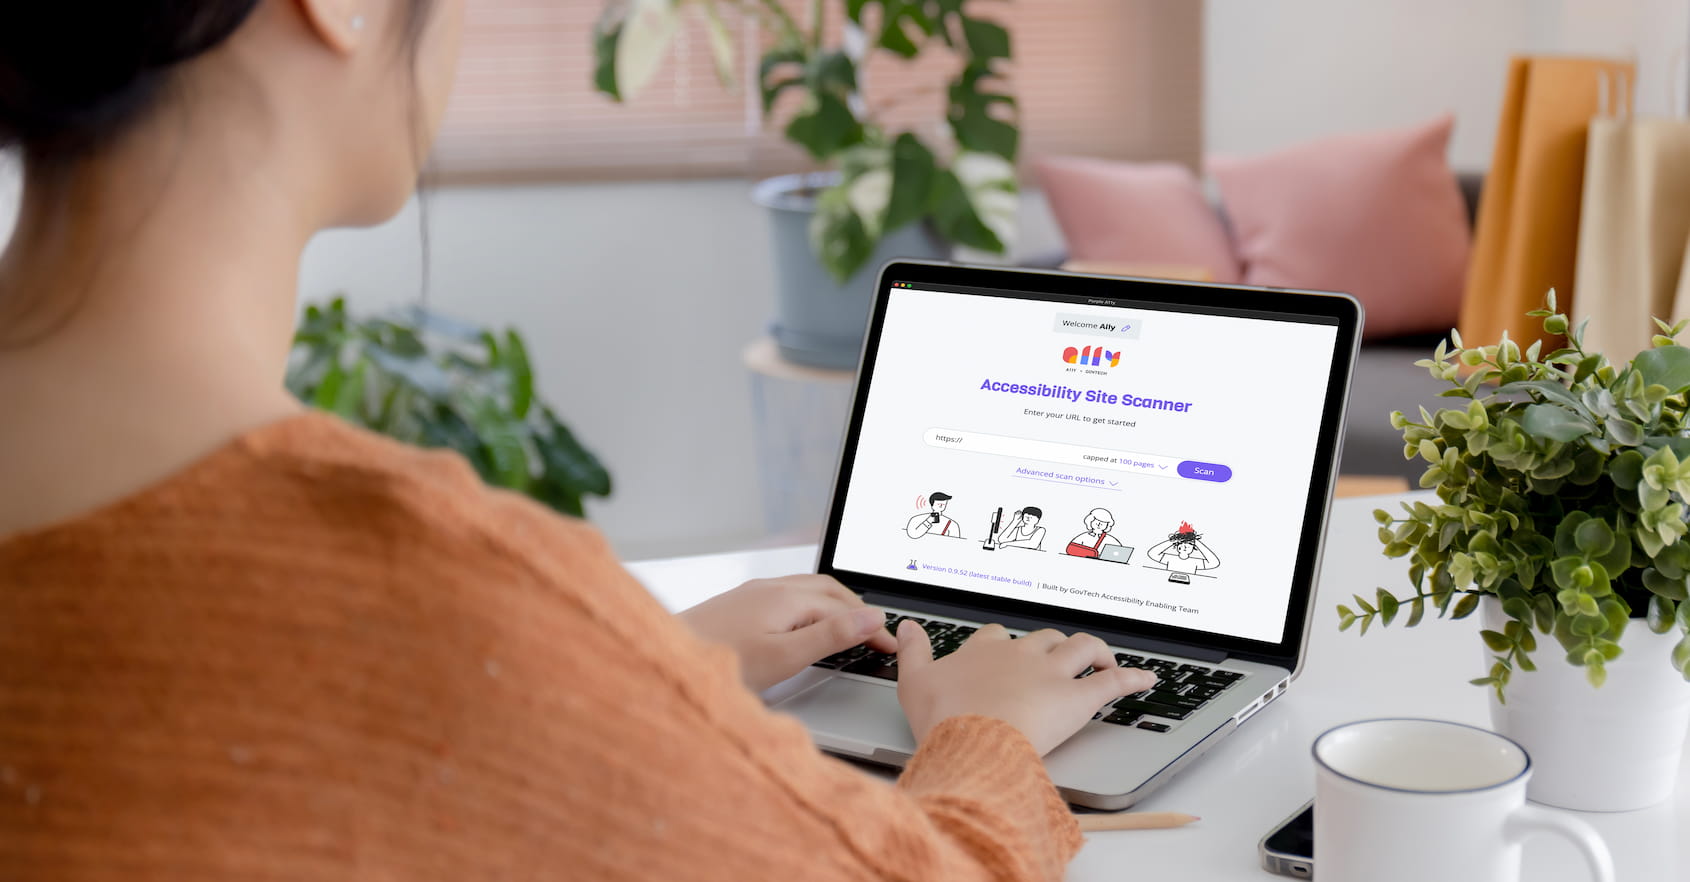 Purple A11y
Welcome Ally
a11y
A11Y + GOVTECH
Accessibility Site Scanner
Enter your URL to get started
https://
capped at 100 pages
Scan
Advanced scan options
Version 0.9.52 (latest stable build) | Built by GovTech Accessibility Enabling Team